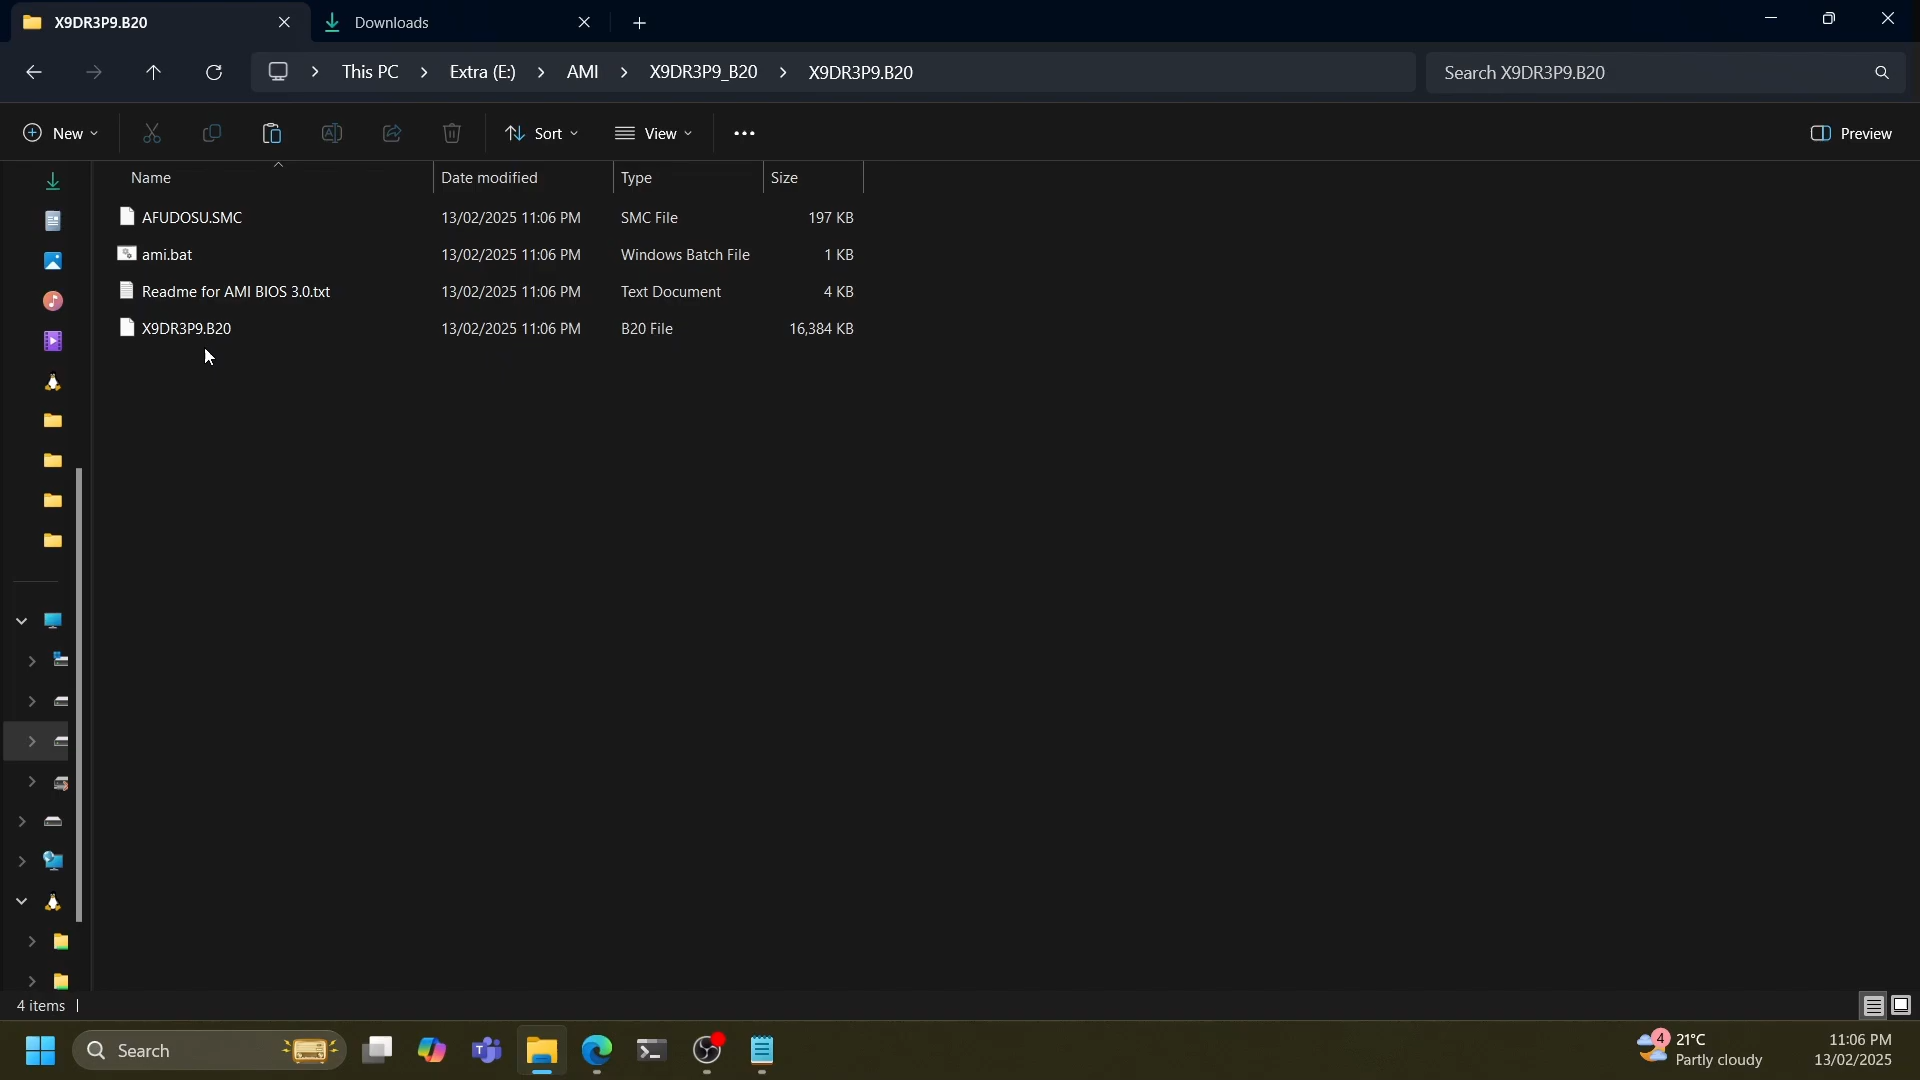 X9DR3P9.B20
Downloads
This PC > Extra (E:) > AMI > X9DR3P9_B20 > X9DR3P9.B20
Search X9DR3P9.B20
New
Sort
View
Preview
Name Date modified Type Size
AFUDOSU.SMC 13/02/2025 11:06 PM SMC File 197 KB
ami.bat 13/02/2025 11:06 PM Windows Batch File 1 KB
Readme for AMI BIOS 3.0.txt 13/02/2025 11:06 PM Text Document 4 KB
X9DR3P9.B20 13/02/2025 11:06 PM B20 File 16,384 KB
4 items
Search
4
21°C
Partly cloudy
11:06 PM
13/02/2025